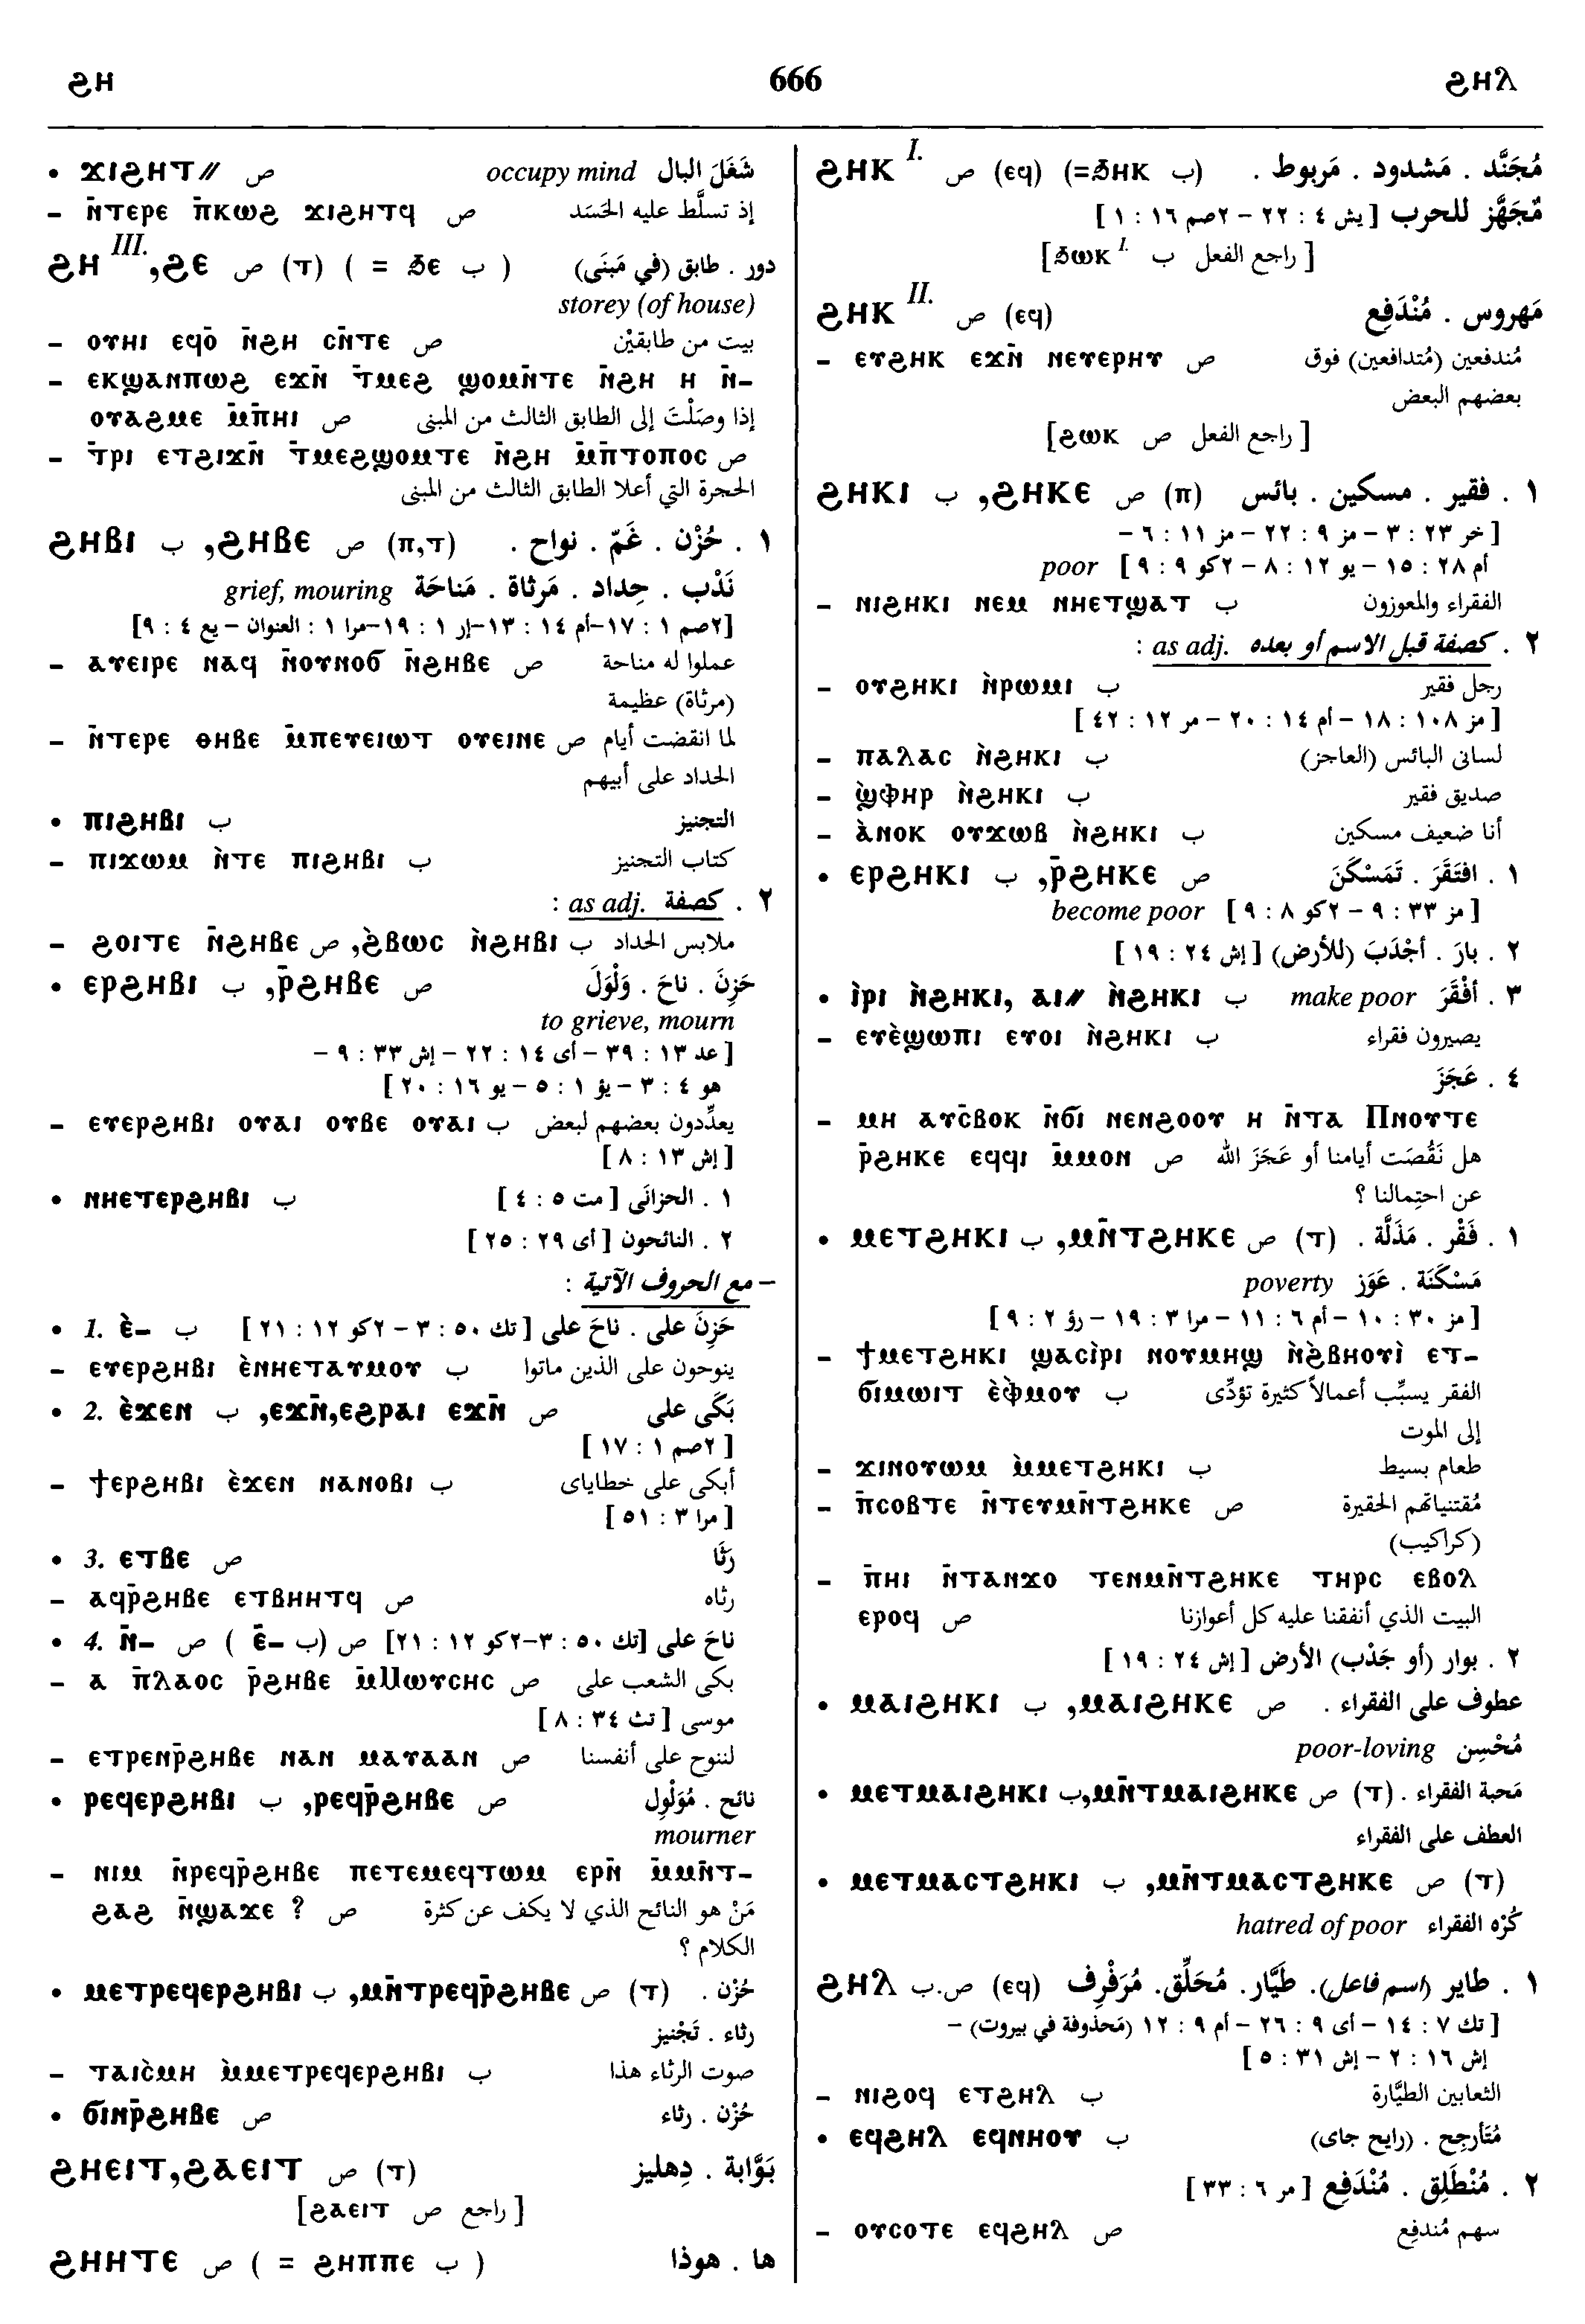 ϩⲏ 666 ϩⲏⲗ
• ϫⲓϩⲏⲧ⫽ ص شَغَلَ البال occupy mind
– ⲛ̄ⲧⲉⲣⲉ ⲡ̄ⲕⲱϩ ϫⲓϩⲏⲧϥ ص إذ تسلَّط عليه الحَسَد
ϩⲏ III. ,ϩⲉ ص (ⲧ) ( = ϧⲉ ب ) دور . طابق (في مَبنَى)
storey (of house)
– ⲟⲩⲏⲓ ⲉϥⲟ̄ ⲛ̄ϩⲏ ⲥⲛ̄ⲧⲉ ص بيت من طابقيْن
– ⲉⲕϣⲁⲛⲡⲱϩ ⲉϫⲛ̄ ⲧ̄ⲙⲉϩ ϣⲟⲙⲛ̄ⲧⲉ ⲛ̄ϩⲏ ⲏ ⲛ̄–
ⲟⲩⲁϩⲙⲉ ⲙ̄ⲡ̄ⲏⲓ ص إذا وصَلْتَ إلى الطابق الثالث من المبنى
– ⲧ̄ⲣⲓ ⲉⲧϩⲓϫⲛ̄ ⲧ̄ⲙⲉϩϣⲟⲙⲧⲉ ⲛ̄ϩⲏ ⲙ̄ⲡ̄ⲧⲟⲡⲟⲥ ص
الحجرة التي أعلا الطابق الثالث من المبنى
ϩⲏⲃⲓ ب ,ϩⲏⲃⲉ ص (ⲡ,ⲧ) ١ . حُزْن . غَمّ . نواح .
نَدْب . حِداد . مَرثاة . مَناحَة grief, mouring
[٢صم ١ : ١٧–أم ١٤ : ١٣–إر ١ : ١٩–مرا ١ : العنوان – يع ٤ : ٩]
– ⲁⲩⲉⲓⲣⲉ ⲛⲁϥ ⲛ̄ⲟⲩⲛⲟϭ ⲛ̄ϩⲏⲃⲉ ص عملوا له مناحة
(مرثاة) عظيمة
– ⲛ̄ⲧⲉⲣⲉ ⲑⲏⲃⲉ ⲙ̄ⲡⲉⲩⲉⲓⲱⲧ ⲟⲩⲉⲓⲛⲉ ص لما انقضت أيام
الحداد على أبيهم
• ⲡⲓϩⲏⲃⲓ ب التجنيز
– ⲡⲓϫⲱⲙ ⲛ̀ⲧⲉ ⲡⲓϩⲏⲃⲓ ب كتاب التجنيز
٢ . كصفة as adj. :
– ϩⲟⲓⲧⲉ ⲛ̄ϩⲏⲃⲉ ص ,ϩ̀ⲃⲱⲥ ⲛ̀ϩⲏⲃⲓ ب ملابس الحداد
• ⲉⲣϩⲏⲃⲓ ب ,ⲣ̄ϩⲏⲃⲉ ص حَزِنَ . ناحَ . وَلْوَلَ
to grieve, mourn
[ عد ١٣ : ٣٩ – أى ١٤ : ٢٢ – إش ٣٣ : ٩ –
هو ٤ : ٣ – يؤ ١ : ٥ – يو ١٦ : ٢٠ ]
– ⲉⲩⲉⲣϩⲏⲃⲓ ⲟⲩⲁⲓ ⲟⲩⲃⲉ ⲟⲩⲁⲓ ب يعدِّدون بعضهم لبعض
[ إش ١٣ : ٨ ]
• ⲛⲏⲉⲧⲉⲣϩⲏⲃⲓ ب ١ . الحزانَى [ مت ٥ : ٤ ]
٢ . النائحون [ أى ٢٩ : ٢٥ ]
– مع الحروف الآتية :
• 1. ⲉ̀– ب حَزِنَ على . ناحَ على [ تك ٥٠ : ٣ – ٢كو ١٢ : ٢١ ]
– ⲉⲩⲉⲣϩⲏⲃⲓ ⲉ̀ⲛⲏⲉⲧⲁⲩⲙⲟⲩ ب ينوحون على الذين ماتوا
• 2. ⲉ̀ϫⲉⲛ ب ,ⲉϫⲛ̄,ⲉϩⲣⲁⲓ ⲉϫⲛ̄ ص بَكَى على
[ ٢صم ١ : ١٧ ]
– ϯⲉⲣϩⲏⲃⲓ ⲉ̀ϫⲉⲛ ⲛⲁⲛⲟⲃⲓ ب أبكى على خطاياى
[ مرا ٣ : ٥١ ]
• 3. ⲉⲧⲃⲉ ص رَثَا
– ⲁϥⲣ̄ϩⲏⲃⲉ ⲉⲧⲃⲏⲏⲧϥ ص رثاه
• 4. ⲛ̄– ص ( ⲉ̀– ب) ص ناحَ على [تك ٥٠ : ٣–٢كو ١٢ : ٢١]
– ⲁ ⲡ̄ⲗⲁⲟⲥ ⲣ̄ϩⲏⲃⲉ ⲙ̄Ⲙⲱⲩⲥⲏⲥ ص بكى الشعب على
موسى [ تث ٣٤ : ٨ ]
– ⲉⲧⲣⲉⲛⲣ̄ϩⲏⲃⲉ ⲛⲁⲛ ⲙⲁⲩⲁⲁⲛ ص لننوح على أنفسنا
• ⲣⲉϥⲉⲣϩⲏⲃⲓ ب ,ⲣⲉϥⲣ̄ϩⲏⲃⲉ ص نائح . مُوَلْوِل
mourner
– ⲛⲓⲙ ⲛ̄ⲣⲉϥⲣ̄ϩⲏⲃⲉ ⲡⲉⲧⲉⲙⲉϥⲧⲱⲙ ⲉⲣⲛ̄ ⲙ̄ⲙⲛ̄ⲧ–
ϩⲁϩ ⲛ̄ϣⲁϫⲉ ? ص مَنْ هو النائح الذي لا يكف عن كثرة
الكلام ؟
• ⲙⲉⲧⲣⲉϥⲉⲣϩⲏⲃⲓ ب ,ⲙⲛ̄ⲧⲣⲉϥⲣ̄ϩⲏⲃⲉ ص (ⲧ) حُزْن .
رثاء . تَجْنيز
– ⲧⲁⲓⲥ̀ⲙⲏ ⲙ̀ⲙⲉⲧⲣⲉϥⲉⲣϩⲏⲃⲓ ب صوت الرثاء هذا
• ϭⲓⲛⲣ̄ϩⲏⲃⲉ ص حُزْن . رثاء
ϩⲏⲉⲓⲧ,ϩⲁⲉⲓⲧ ص (ⲧ) بَوَّابة . دِهليز
[ راجع ص ϩⲁⲉⲓⲧ]
ϩⲏⲏⲧⲉ ص ( = ϩⲏⲡⲡⲉ ب ) ها . هوذا
ϩⲏⲕ I. ص (ⲉϥ) (=ϧⲏⲕ ب) مُجَنَّد . مَشدود . مَربوط .
مُجَهَّز للحرب [ يش ٤ : ٢٢ – ٢صم ١٦ : ١ ]
[ راجع الفعل ب ϧⲱⲕ I.]
ϩⲏⲕ II. ص (ⲉϥ) مَهروس . مُنْدَفِع
– ⲉⲩϩⲏⲕ ⲉϫⲛ̄ ⲛⲉⲩⲉⲣⲏⲩ ص مُندفعين (مُتدافعين) فوق
بعضهم البعض
[ راجع الفعل ص ϩⲱⲕ]
ϩⲏⲕⲓ ب ,ϩⲏⲕⲉ ص (ⲡ) ١ . فقير . مسكين . بائس
[ خر ٢٣ : ٣ – مز ٩ : ٢٢ – مز ١١ : ٦ –
أم ٢٨ : ١٥ – يو ١٢ : ٨ – ٢كو ٩ : ٩ ] poor
– ⲛⲓϩⲏⲕⲓ ⲛⲉⲙ ⲛⲏⲉⲧϣⲁⲧ ب الفقراء والمعوزون
٢ . كصفة قبل الاسم أو بعده as adj. :
– ⲟⲩϩⲏⲕⲓ ⲛ̀ⲣⲱⲙⲓ ب رجل فقير
[ مز ١٠٨ : ١٨ – أم ١٤ : ٢٠ – مر ١٢ : ٤٢ ]
– ⲡⲁⲗⲁⲥ ⲛ̀ϩⲏⲕⲓ ب لسانى البائس (العاجز)
– ϣ̀ⲫⲏⲣ ⲛ̀ϩⲏⲕⲓ ب صديق فقير
– ⲁ̀ⲛⲟⲕ ⲟⲩϫⲱⲃ ⲛ̀ϩⲏⲕⲓ ب أنا ضعيف مسكين
• ⲉⲣϩⲏⲕⲓ ب ,ⲣ̄ϩⲏⲕⲉ ص ١ . افتَقَرَ . تَمَسْكَنَ
[ مز ٣٣ : ٩ – ٢كو ٨ : ٩ ] become poor
٢ . بارَ . أجْدَبَ (للأرض) [ إش ٢٤ : ١٩ ]
• ⲓ̀ⲣⲓ ⲛ̀ϩⲏⲕⲓ, ⲁⲓ⫽ ⲛ̀ϩⲏⲕⲓ ب ٣ . أفْقَرَ make poor
– ⲉⲩⲉ̀ϣⲱⲡⲓ ⲉⲩⲟⲓ ⲛ̀ϩⲏⲕⲓ ب يصيرون فقراء
٤ . عَجَزَ
– ⲙⲏ ⲁⲩⲥ̄ⲃⲟⲕ ⲛ̄ϭⲓ ⲛⲉⲛϩⲟⲟⲩ ⲏ ⲛ̄ⲧⲁ Ⲡⲛⲟⲩⲧⲉ
ⲣ̄ϩⲏⲕⲉ ⲉϥϥⲓ ⲙ̄ⲙⲟⲛ ص هل نَقُصَت أيامنا أو عَجَزَ الله
عن احتِمالنا ؟
• ⲙⲉⲧϩⲏⲕⲓ ب ,ⲙⲛ̄ⲧϩⲏⲕⲉ ص (ⲧ) ١ . فَقْر . مَذَلَّة .
مَسْكَنَة . عَوَز poverty
[ مز ٣٠ : ١٠ – أم ٦ : ١١ – مرا ٣ : ١٩ – رؤ ٢ : ٩ ]
– ϯⲙⲉⲧϩⲏⲕⲓ ϣⲁⲥⲓ̀ⲣⲓ ⲛⲟⲩⲙⲏϣ ⲛ̀ϩ̀ⲃⲏⲟⲩⲓ̀ ⲉⲧ–
ϭⲓⲙⲱⲓⲧ ⲉ̀ⲫ̀ⲙⲟⲩ ب الفقر يسبِّب أعمالاً كثيرة تؤدِّى
إلى الموت
– ϫⲓⲛⲟⲩⲱⲙ ⲙ̀ⲙⲉⲧϩⲏⲕⲓ ب طعام بسيط
– ⲡ̄ⲥⲟⲃⲧⲉ ⲛ̄ⲧⲉⲩⲙⲛ̄ⲧϩⲏⲕⲉ ص مُقتنياتهم الحقيرة
(كراكيب)
– ⲡ̄ⲏⲓ ⲛ̄ⲧⲁⲛϫⲟ ⲧⲉⲛⲙⲛ̄ⲧϩⲏⲕⲉ ⲧⲏⲣⲥ ⲉⲃⲟⲗ
ⲉⲣⲟϥ ص البيت الذي أنفقنا عليه كل أعوازنا
٢ . بوار (أو جَدْب) الأرض [ إش ٢٤ : ١٩ ]
• ⲙⲁⲓϩⲏⲕⲓ ب ,ⲙⲁⲓϩⲏⲕⲉ ص عطوف على الفقراء .
مُحْسِن poor-loving
• ⲙⲉⲧⲙⲁⲓϩⲏⲕⲓ ب,ⲙⲛ̄ⲧⲙⲁⲓϩⲏⲕⲉ ص (ⲧ) مَحبة الفقراء .
العطف على الفقراء
• ⲙⲉⲧⲙⲁⲥⲧϩⲏⲕⲓ ب ,ⲙⲛ̄ⲧⲙⲁⲥⲧϩⲏⲕⲉ ص (ⲧ)
كُرْه الفقراء hatred of poor
ϩⲏⲗ ص.ب (ⲉϥ) ١ . طاير (اسم فاعل). طَيَّار. مُحَلِّق. مُرَفْرِف
[ تك ٧ : ١٤ – أى ٩ : ٢٦ – أم ٩ : ١٢ (مَحذوفة في بيروت) –
إش ١٦ : ٢ – إش ٣١ : ٥ ]
– ⲛⲓϩⲟϥ ⲉⲧϩⲏⲗ ب الثعابين الطيَّارة
• ⲉϥϩⲏⲗ ⲉϥⲛⲏⲟⲩ ب مُتَأرجِح . (رايح جاى)
٢ . مُنْطَلِق . مُنْدَفِع [ مر ٦ : ٣٣ ]
– ⲟⲩⲥⲟⲧⲉ ⲉϥϩⲏⲗ ص سهم مُندفِع